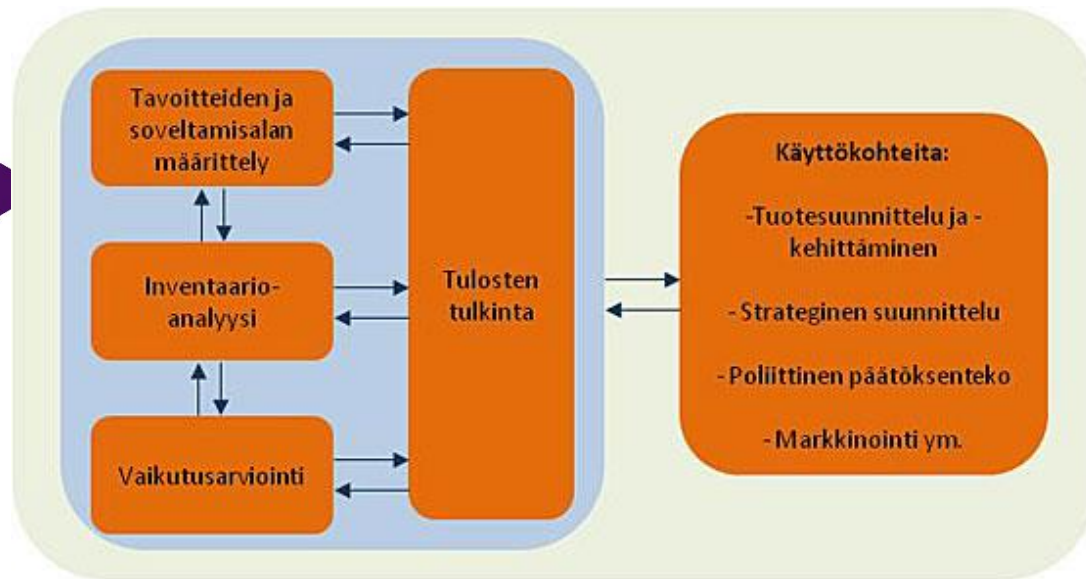 Tavoitteiden ja
soveltamisalan
määrittely
Inventaario-
analyysi
Vaikutusarviointi
Tulosten
tulkinta
Käyttökohteita:
-Tuotesuunnittelu ja -
kehittäminen
- Strateginen suunnittelu
- Poliittinen päätöksenteko
- Markkinointi ym.